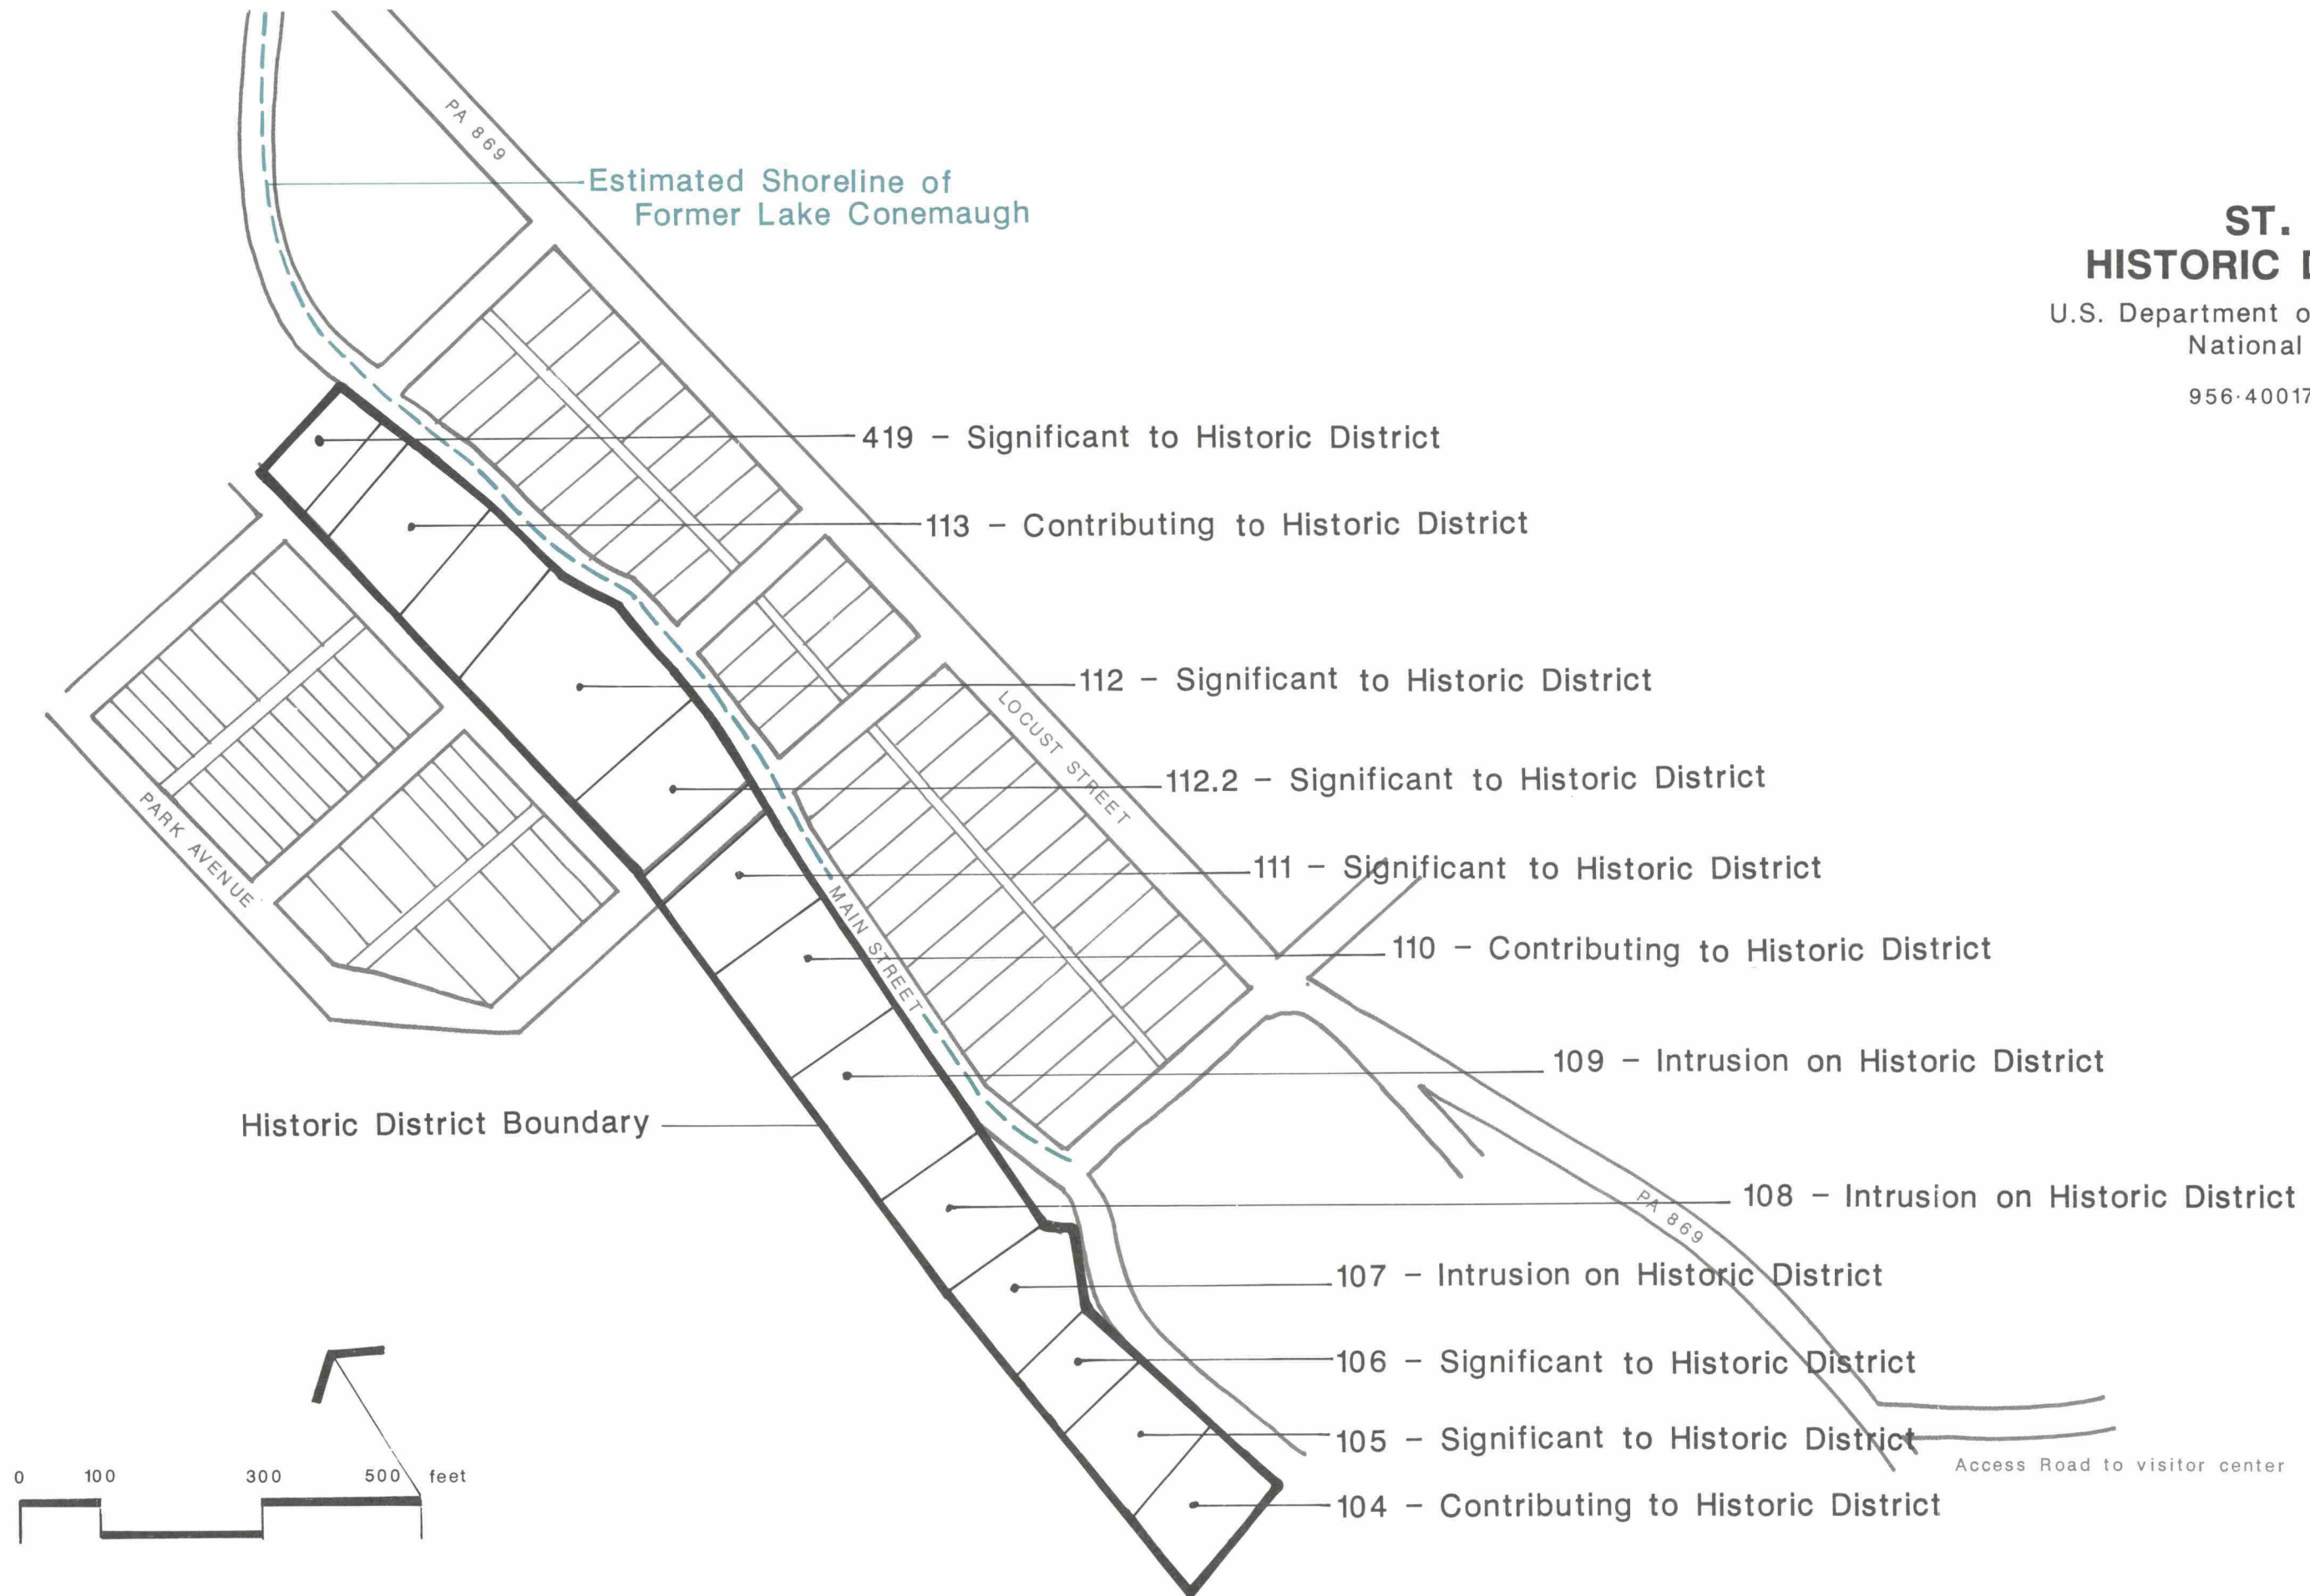 PA 869
Estimated Shoreline of
Former Lake Conemaugh
ST.
HISTORIC
U.S. Department
National
956·40017
419 – Significant to Historic District
113 – Contributing to Historic District
112 – Significant to Historic District
LOCUST STREET
112.2 – Significant to Historic District
PARK AVENUE
111 – Significant to Historic District
MAIN STREET
110 – Contributing to Historic District
109 – Intrusion on Historic District
Historic District Boundary
108 – Intrusion on Historic District
PA 869
107 – Intrusion on Historic District
106 – Significant to Historic District
105 – Significant to Historic District
Access Road to visitor center
0 100 300 500 feet
104 – Contributing to Historic District